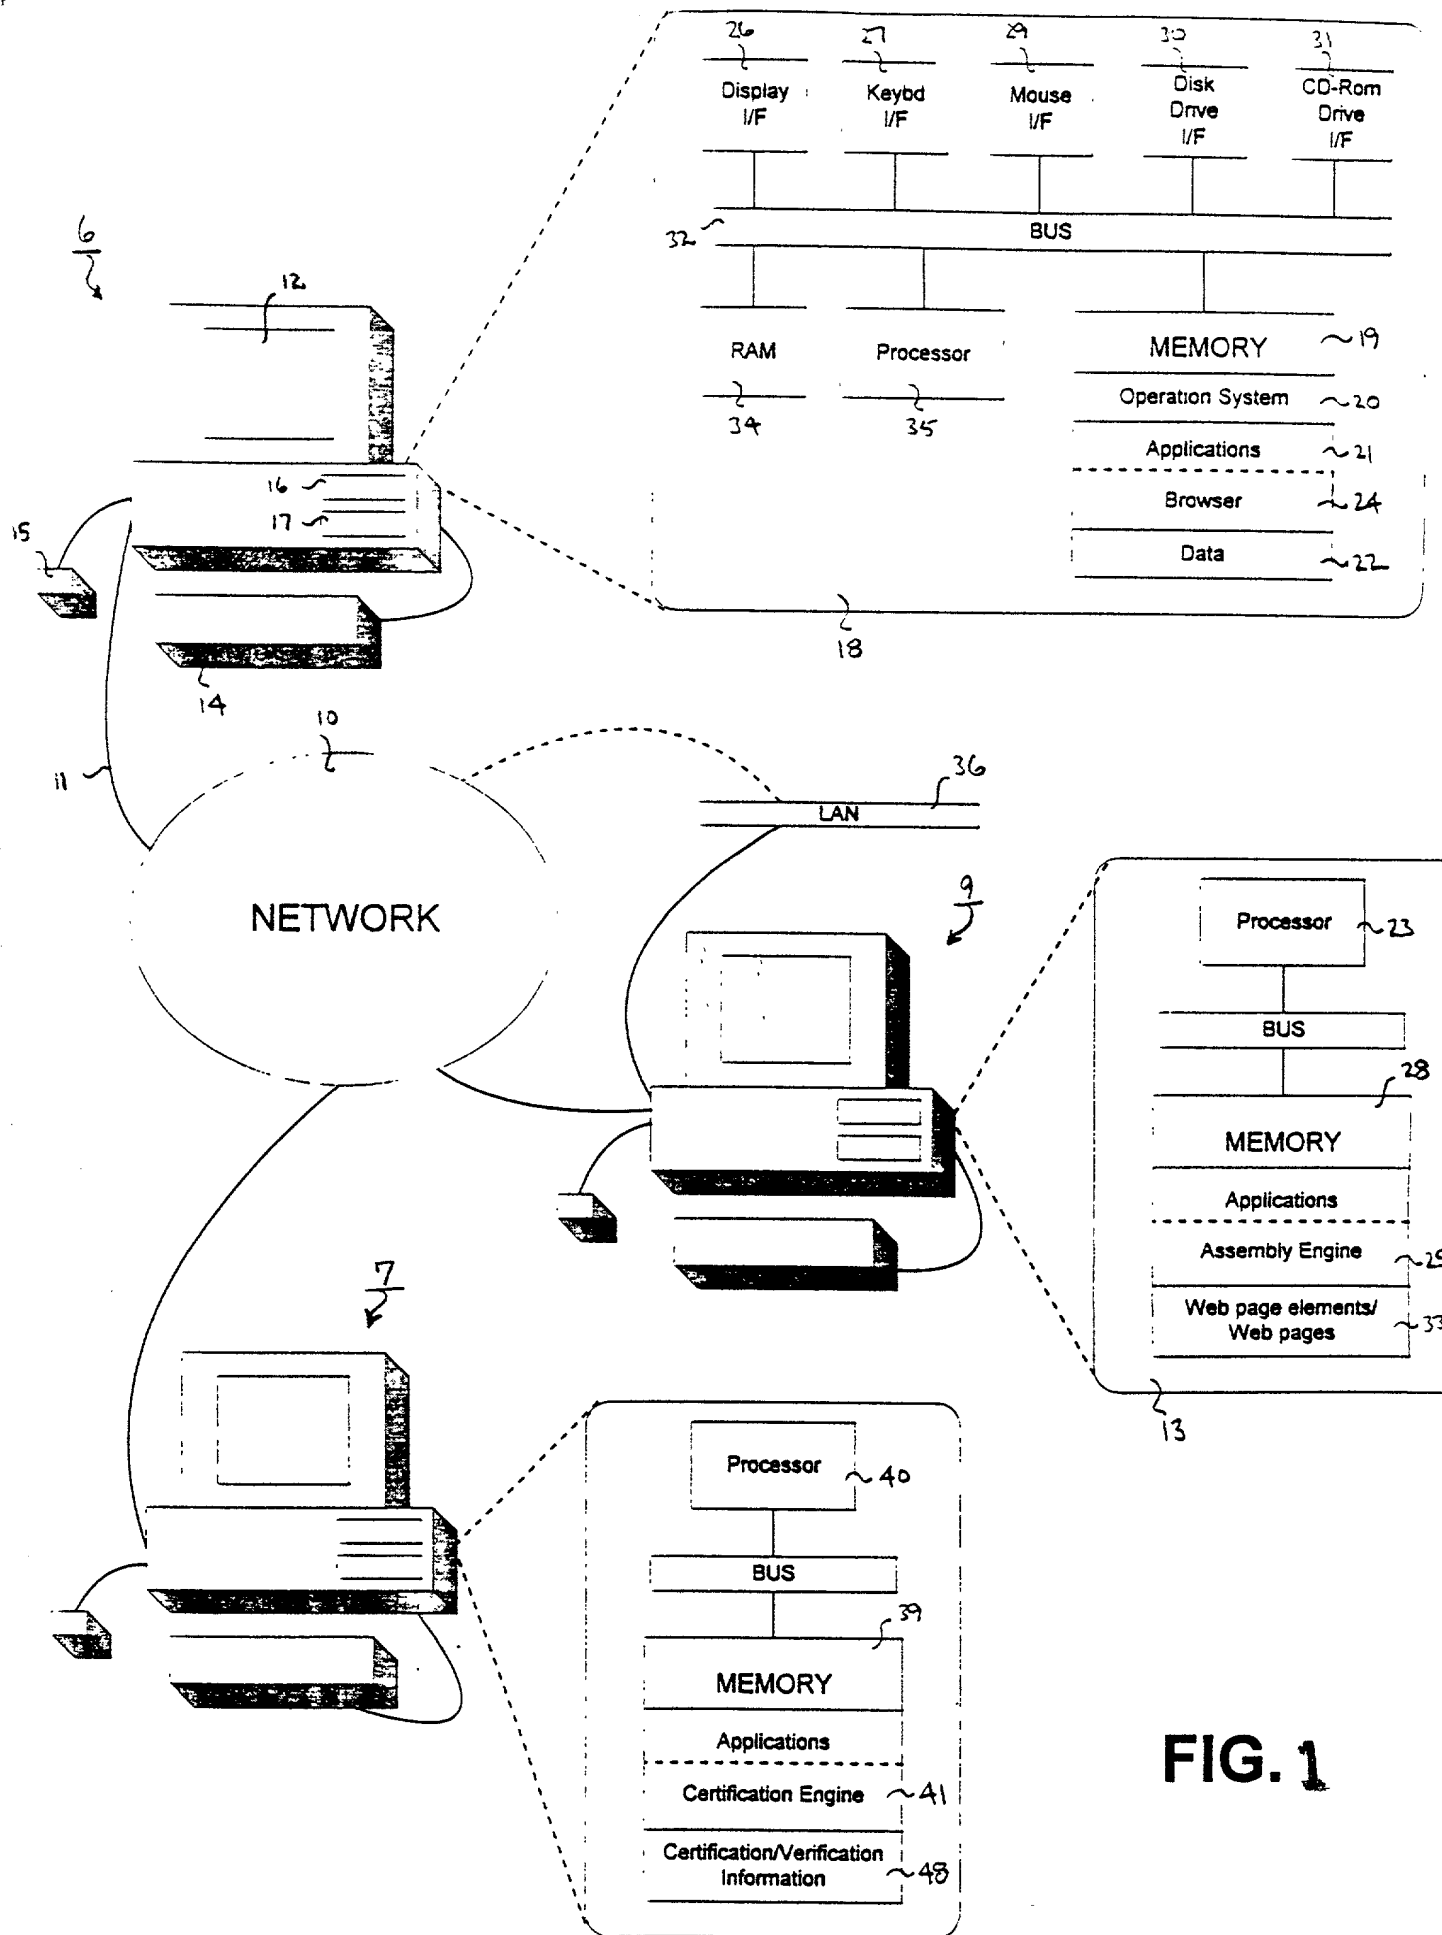 26
27
29
30
31
Display
I/F
Keybd
I/F
Mouse
I/F
Disk
Drive
I/F
CD-Rom
Drive
I/F
32
BUS
6
12
RAM
34
Processor
35
MEMORY
19
Operation System
20
Applications
21
Browser
24
Data
22
16
17
15
14
18
10
11
NETWORK
36
LAN
9
Processor
23
BUS
28
MEMORY
Applications
Assembly Engine
Web page elements/
Web pages
33
13
7
Processor
40
BUS
39
MEMORY
Applications
Certification Engine
41
Certification/Verification
Information
48
FIG. 1